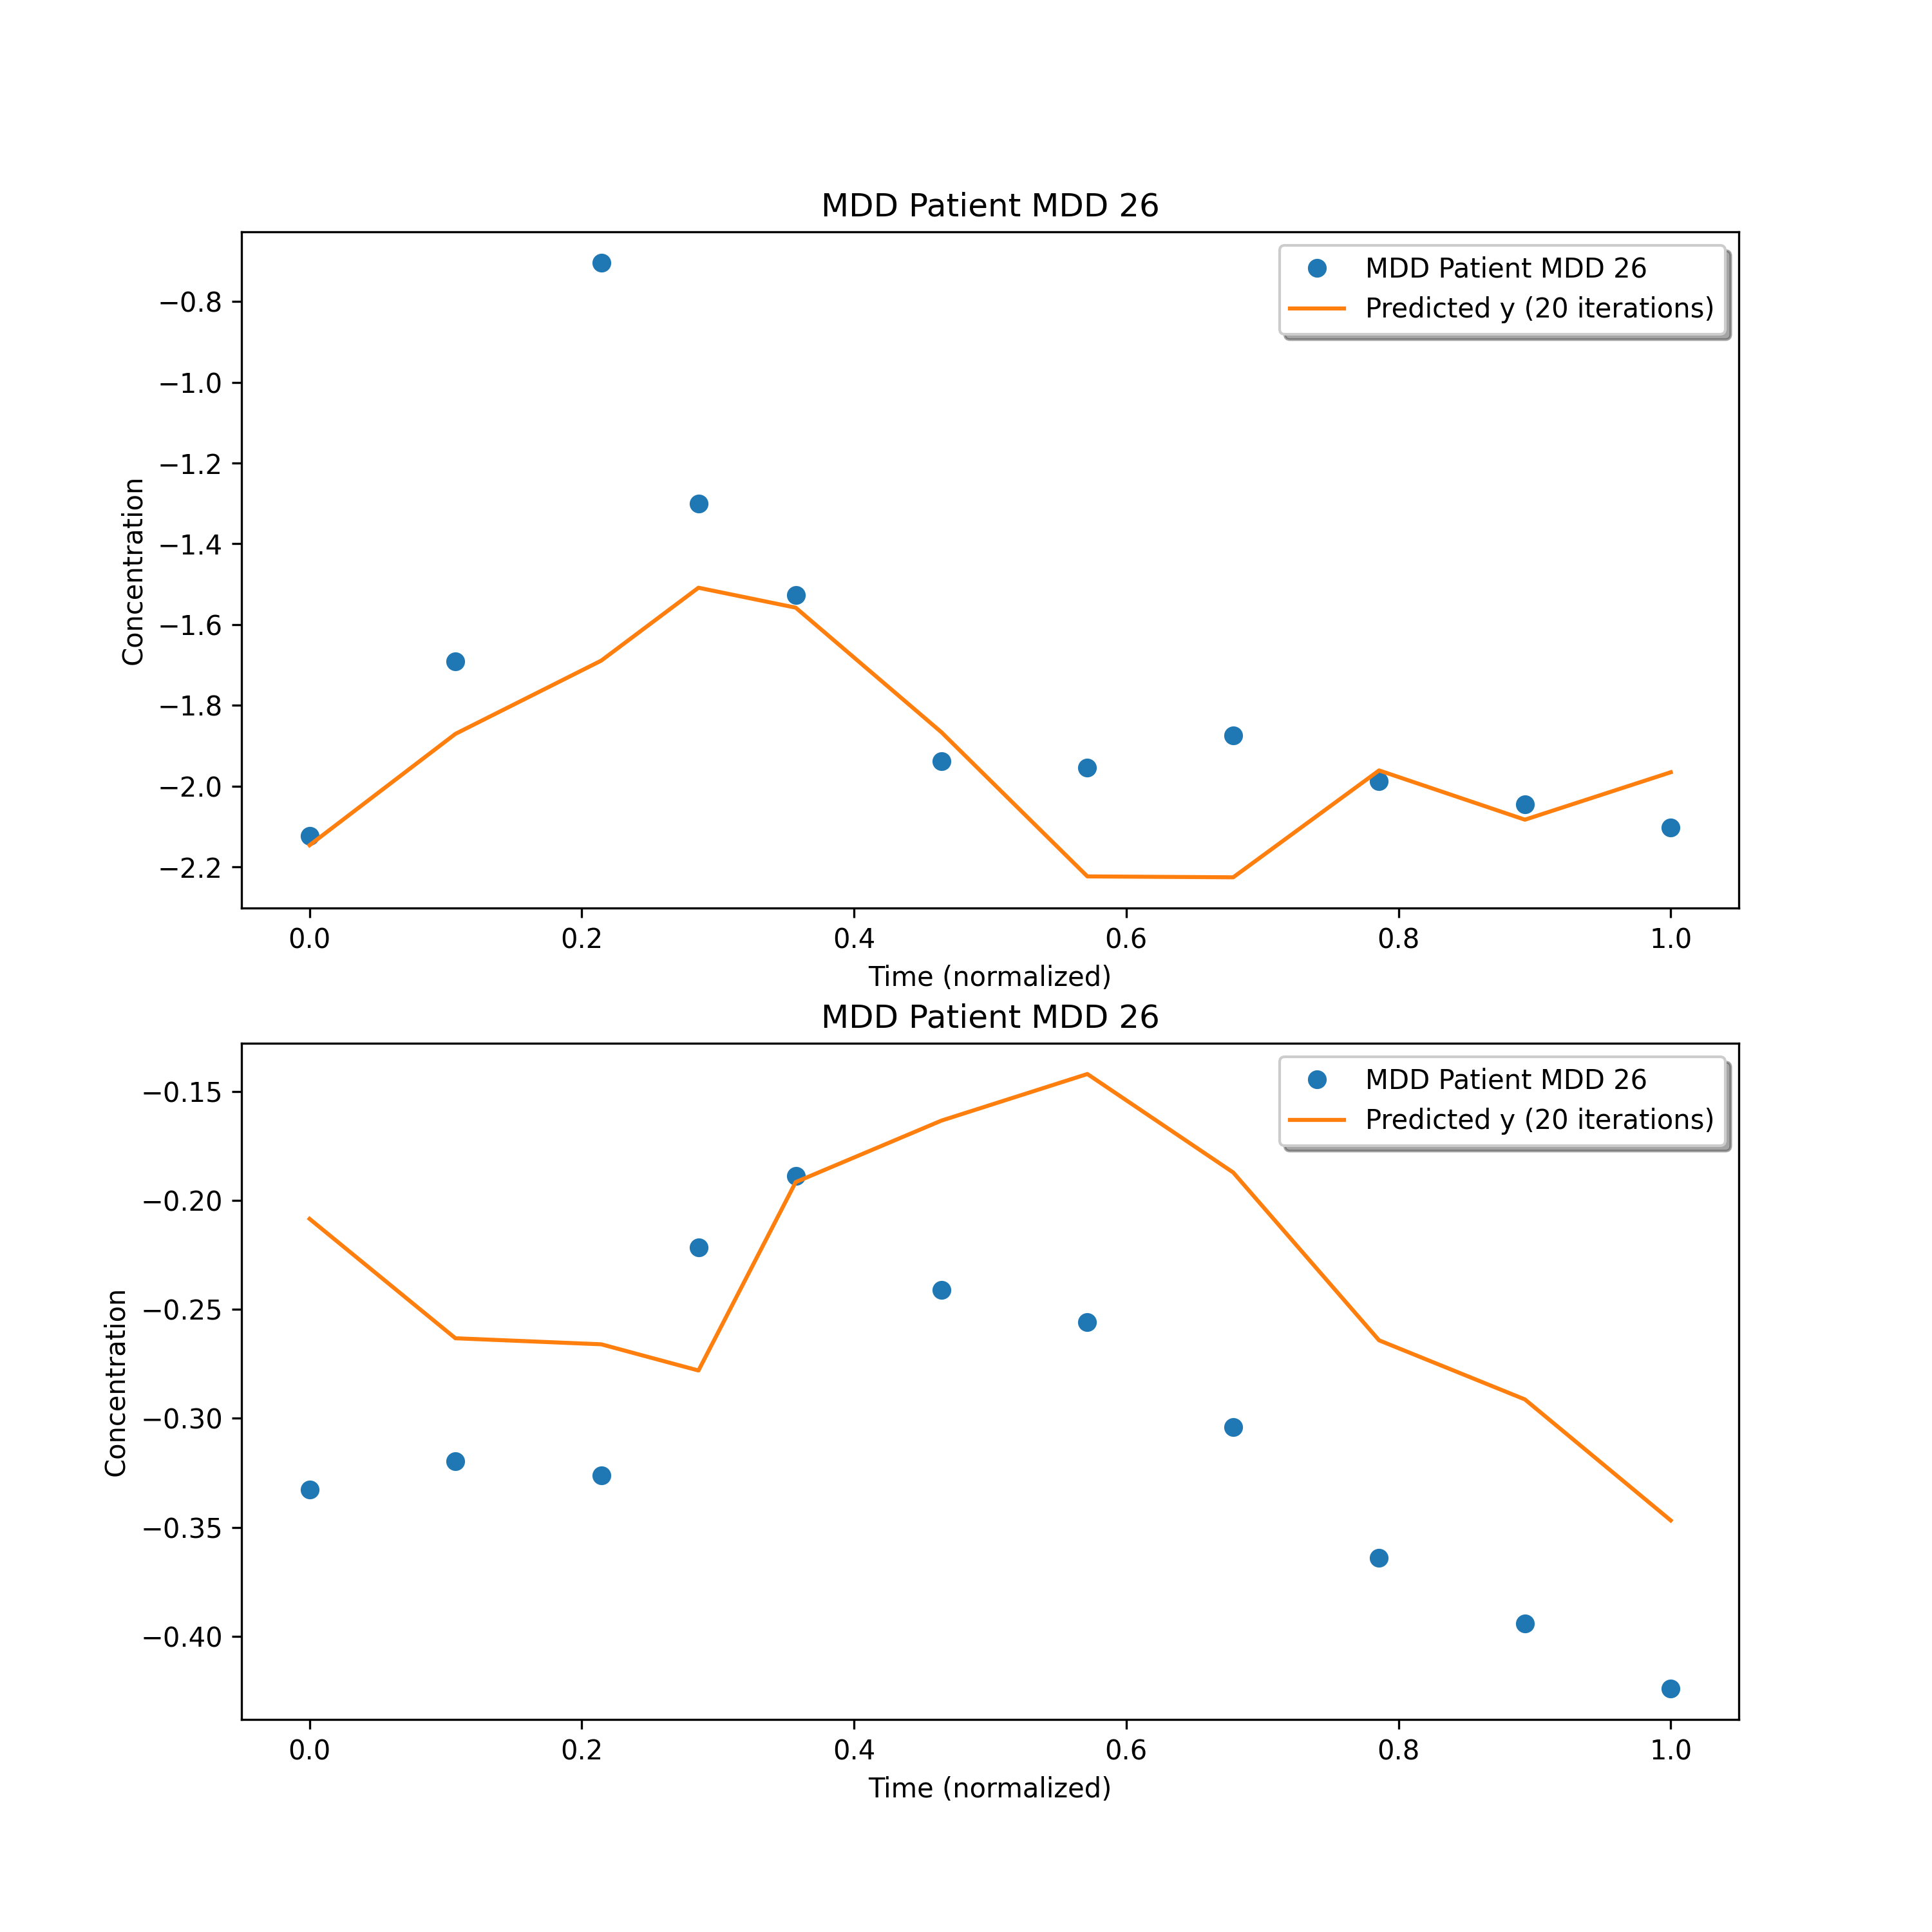 MDD Patient MDD 26
MDD Patient MDD 26
Predicted y (20 iterations)
−0.8
−1.0
−1.2
−1.4
−1.6
−1.8
−2.0
−2.2
Concentration
0.0 0.2 0.4 0.6 0.8 1.0
Time (normalized)
MDD Patient MDD 26
MDD Patient MDD 26
Predicted y (20 iterations)
−0.15
−0.20
−0.25
−0.30
−0.35
−0.40
Concentration
0.0 0.2 0.4 0.6 0.8 1.0
Time (normalized)